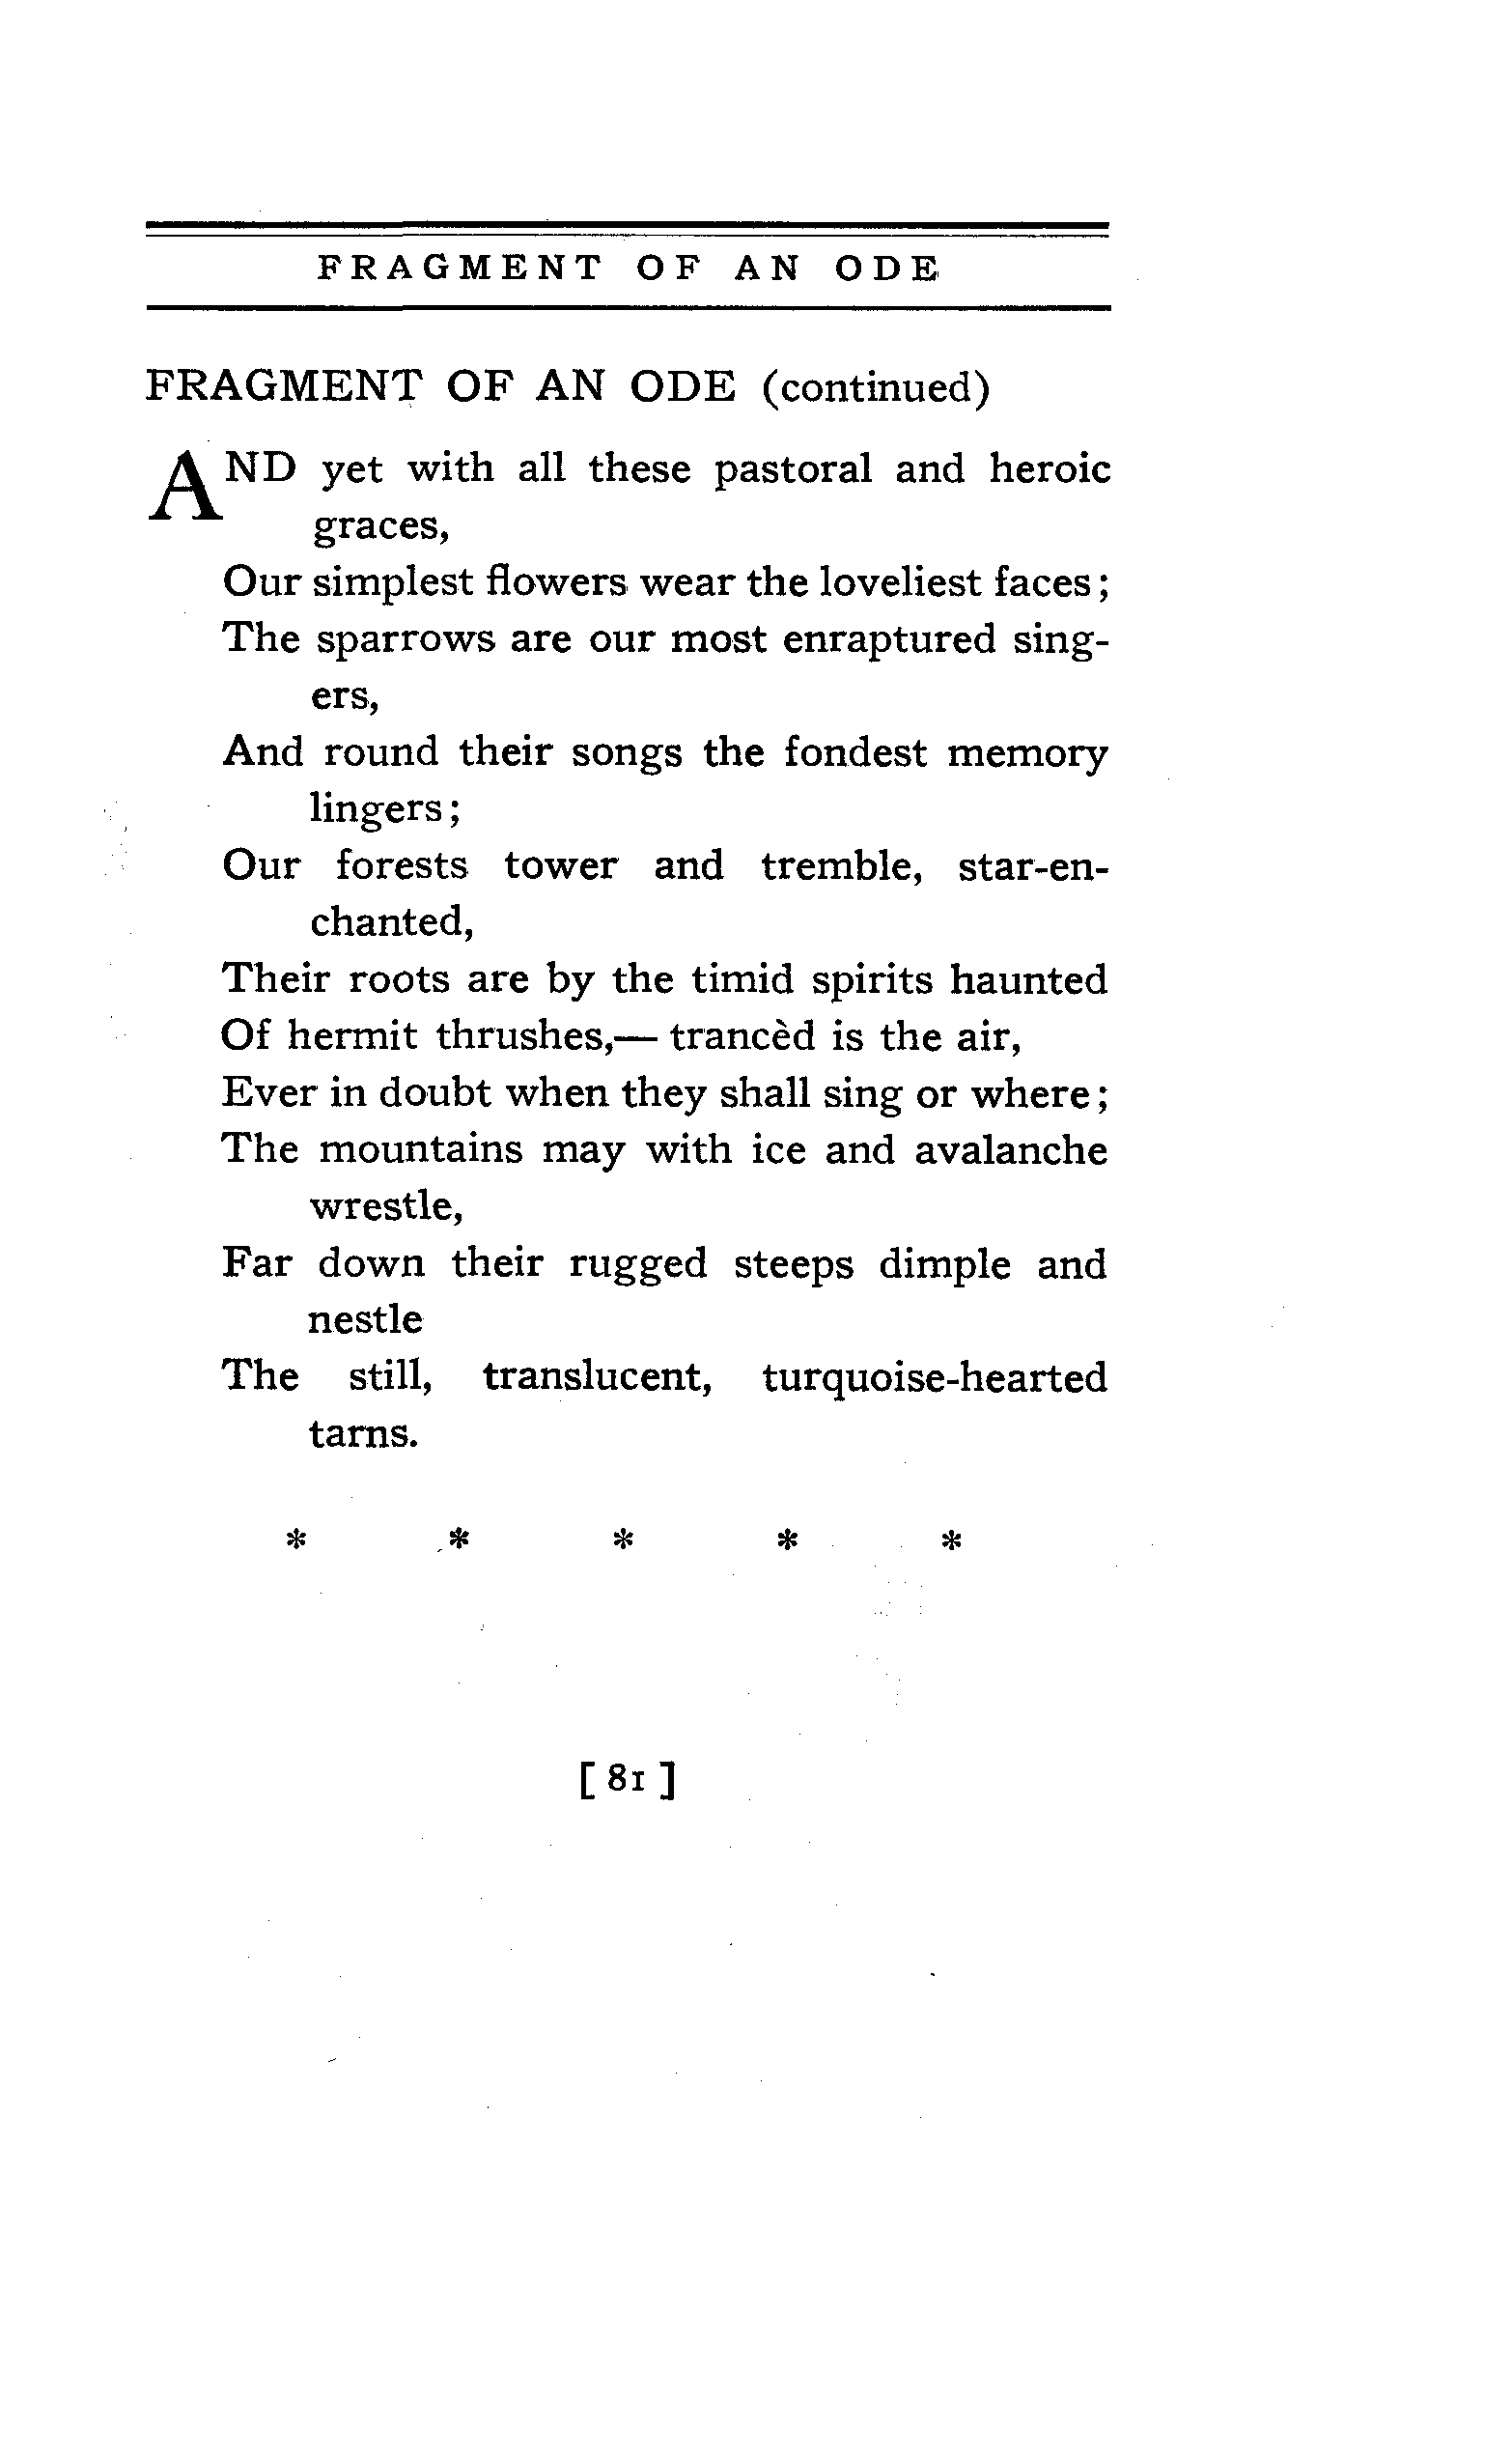 FRAGMENT OF AN ODE
FRAGMENT OF AN ODE (continued)
AND yet with all these pastoral and heroic
graces,
Our simplest flowers wear the loveliest faces;
The sparrows are our most enraptured sing-
ers,
And round their songs the fondest memory
lingers;
Our forests tower and tremble, star-en-
chanted,
Their roots are by the timid spirits haunted
Of hermit thrushes,— trancèd is the air,
Ever in doubt when they shall sing or where;
The mountains may with ice and avalanche
wrestle,
Far down their rugged steeps dimple and
nestle
The still, translucent, turquoise-hearted
tarns.
* * * * *
[ 81 ]